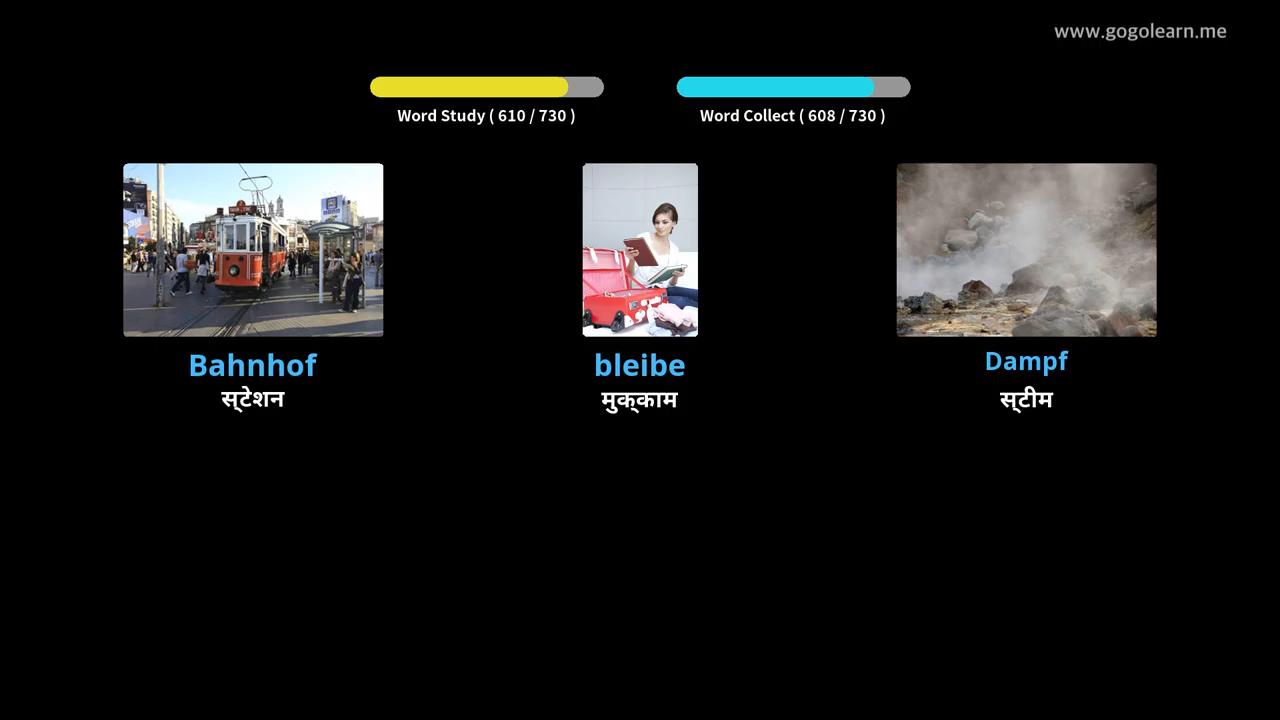 www.gogolearn.me
Word Study ( 610 / 730 )
Word Collect ( 608 / 730 )
Bahnhof
bleibe
Dampf
स्टेशन
मुक्काम
स्टीम